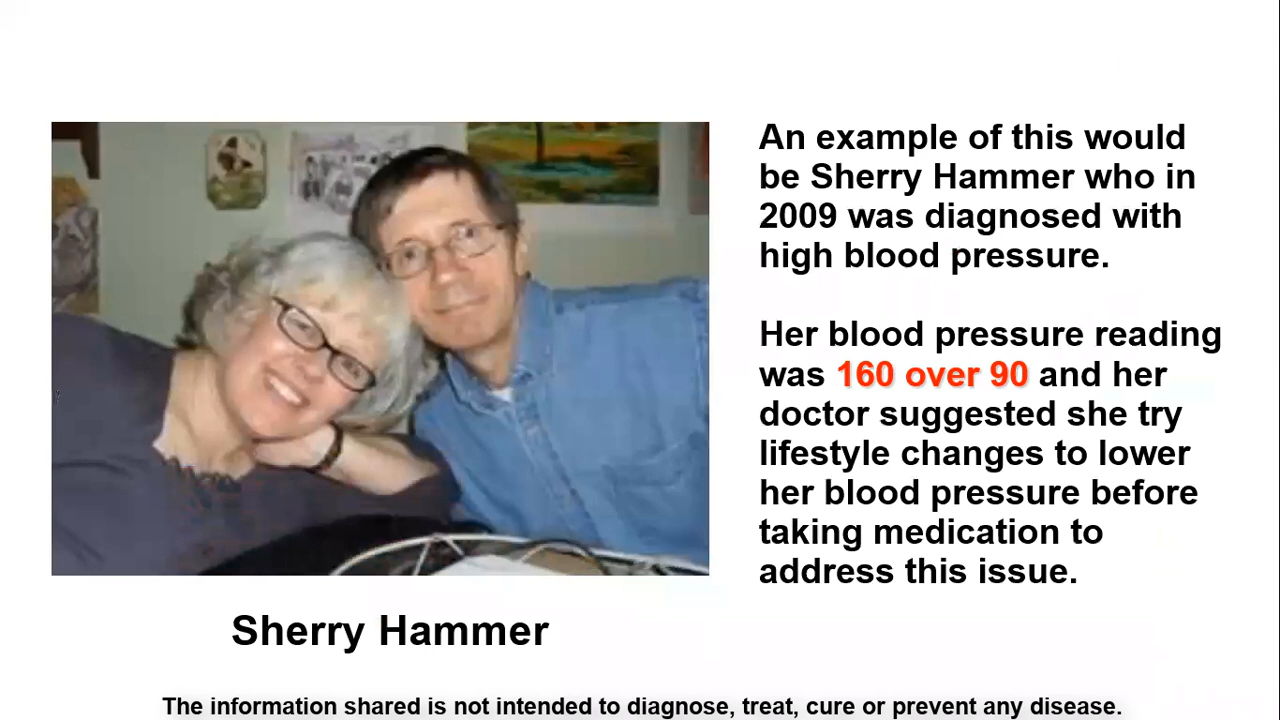 An example of this would
be Sherry Hammer who in
2009 was diagnosed with
high blood pressure.
Her blood pressure reading
was 160 over 90 and her
doctor suggested she try
lifestyle changes to lower
her blood pressure before
taking medication to
address this issue.
Sherry Hammer
The information shared is not intended to diagnose, treat, cure or prevent any disease.